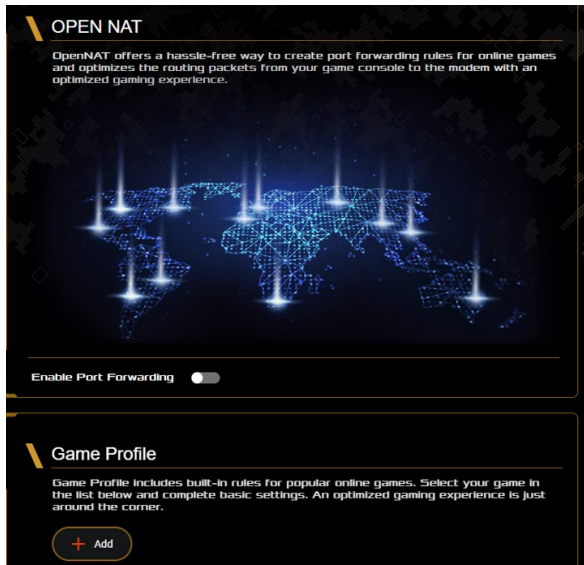 OPEN NAT
OpenNAT offers a hassle-free way to create port forwarding rules for online games
and optimizes the routing packets from your game console to the modem with an
optimized gaming experience.
Enable Port Forwarding
Game Profile
Game Profile includes built-in rules for popular online games. Select your game in
the list below and complete basic settings. An optimized gaming experience is just
around the corner.
+ Add